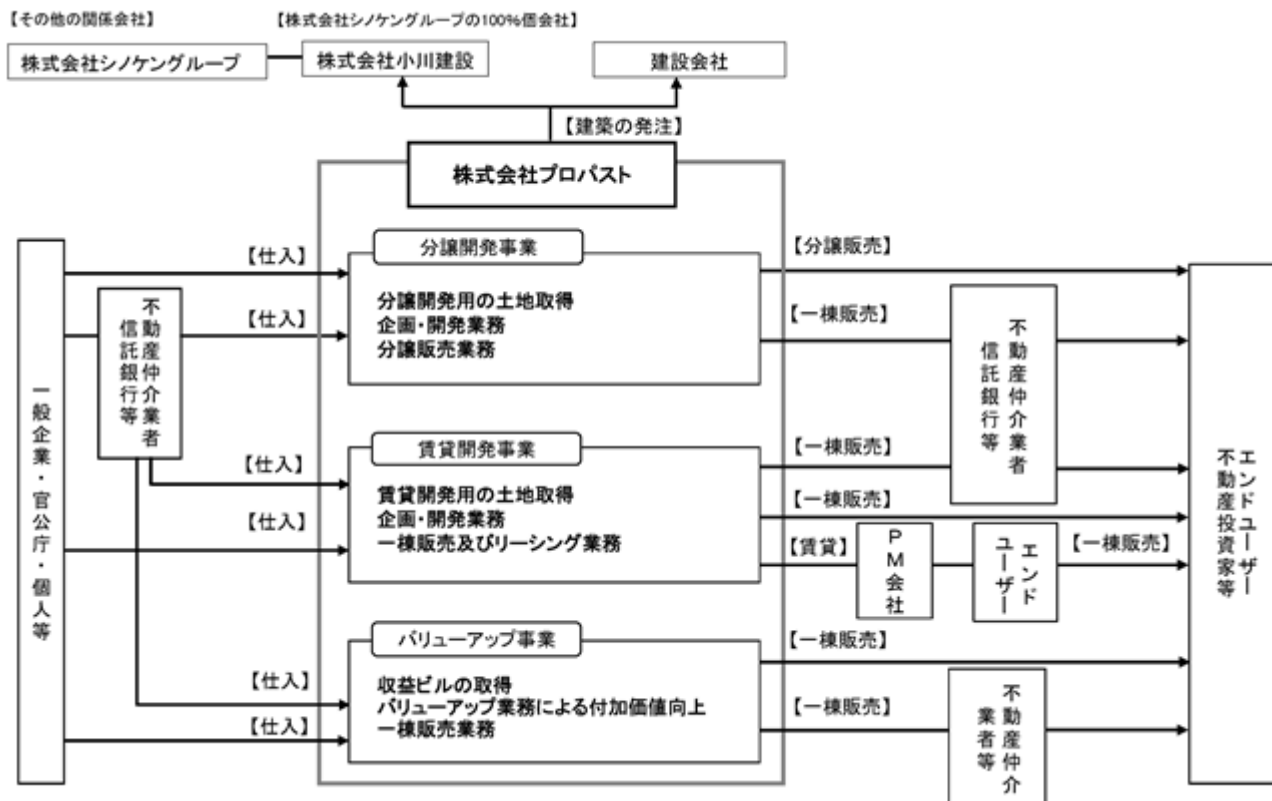 【その他の関係会社】
【株式会社シノケングループの100%個会社】
株式会社シノケングループ
株式会社小川建設
建設会社
【建築の発注】
株式会社プロパスト
一般企業・官公庁・個人等
不動産仲介業者
信託銀行等
【仕入】
【仕入】
分譲開発事業
分譲開発用の土地取得
企画・開発業務
分譲販売業務
【分譲販売】
【一棟販売】
不動産仲介業者
信託銀行等
【仕入】
【仕入】
賃貸開発事業
賃貸開発用の土地取得
企画・開発業務
一棟販売及びリーシング業務
【一棟販売】
【一棟販売】
【賃貸】
PM会社
エンド
ユーザー
【一棟販売】
【仕入】
【仕入】
バリューアップ事業
収益ビルの取得
バリューアップ業務による付加価値向上
一棟販売業務
【一棟販売】
【一棟販売】
不動産仲介
業者等
エンドユーザー
不動産投資家等